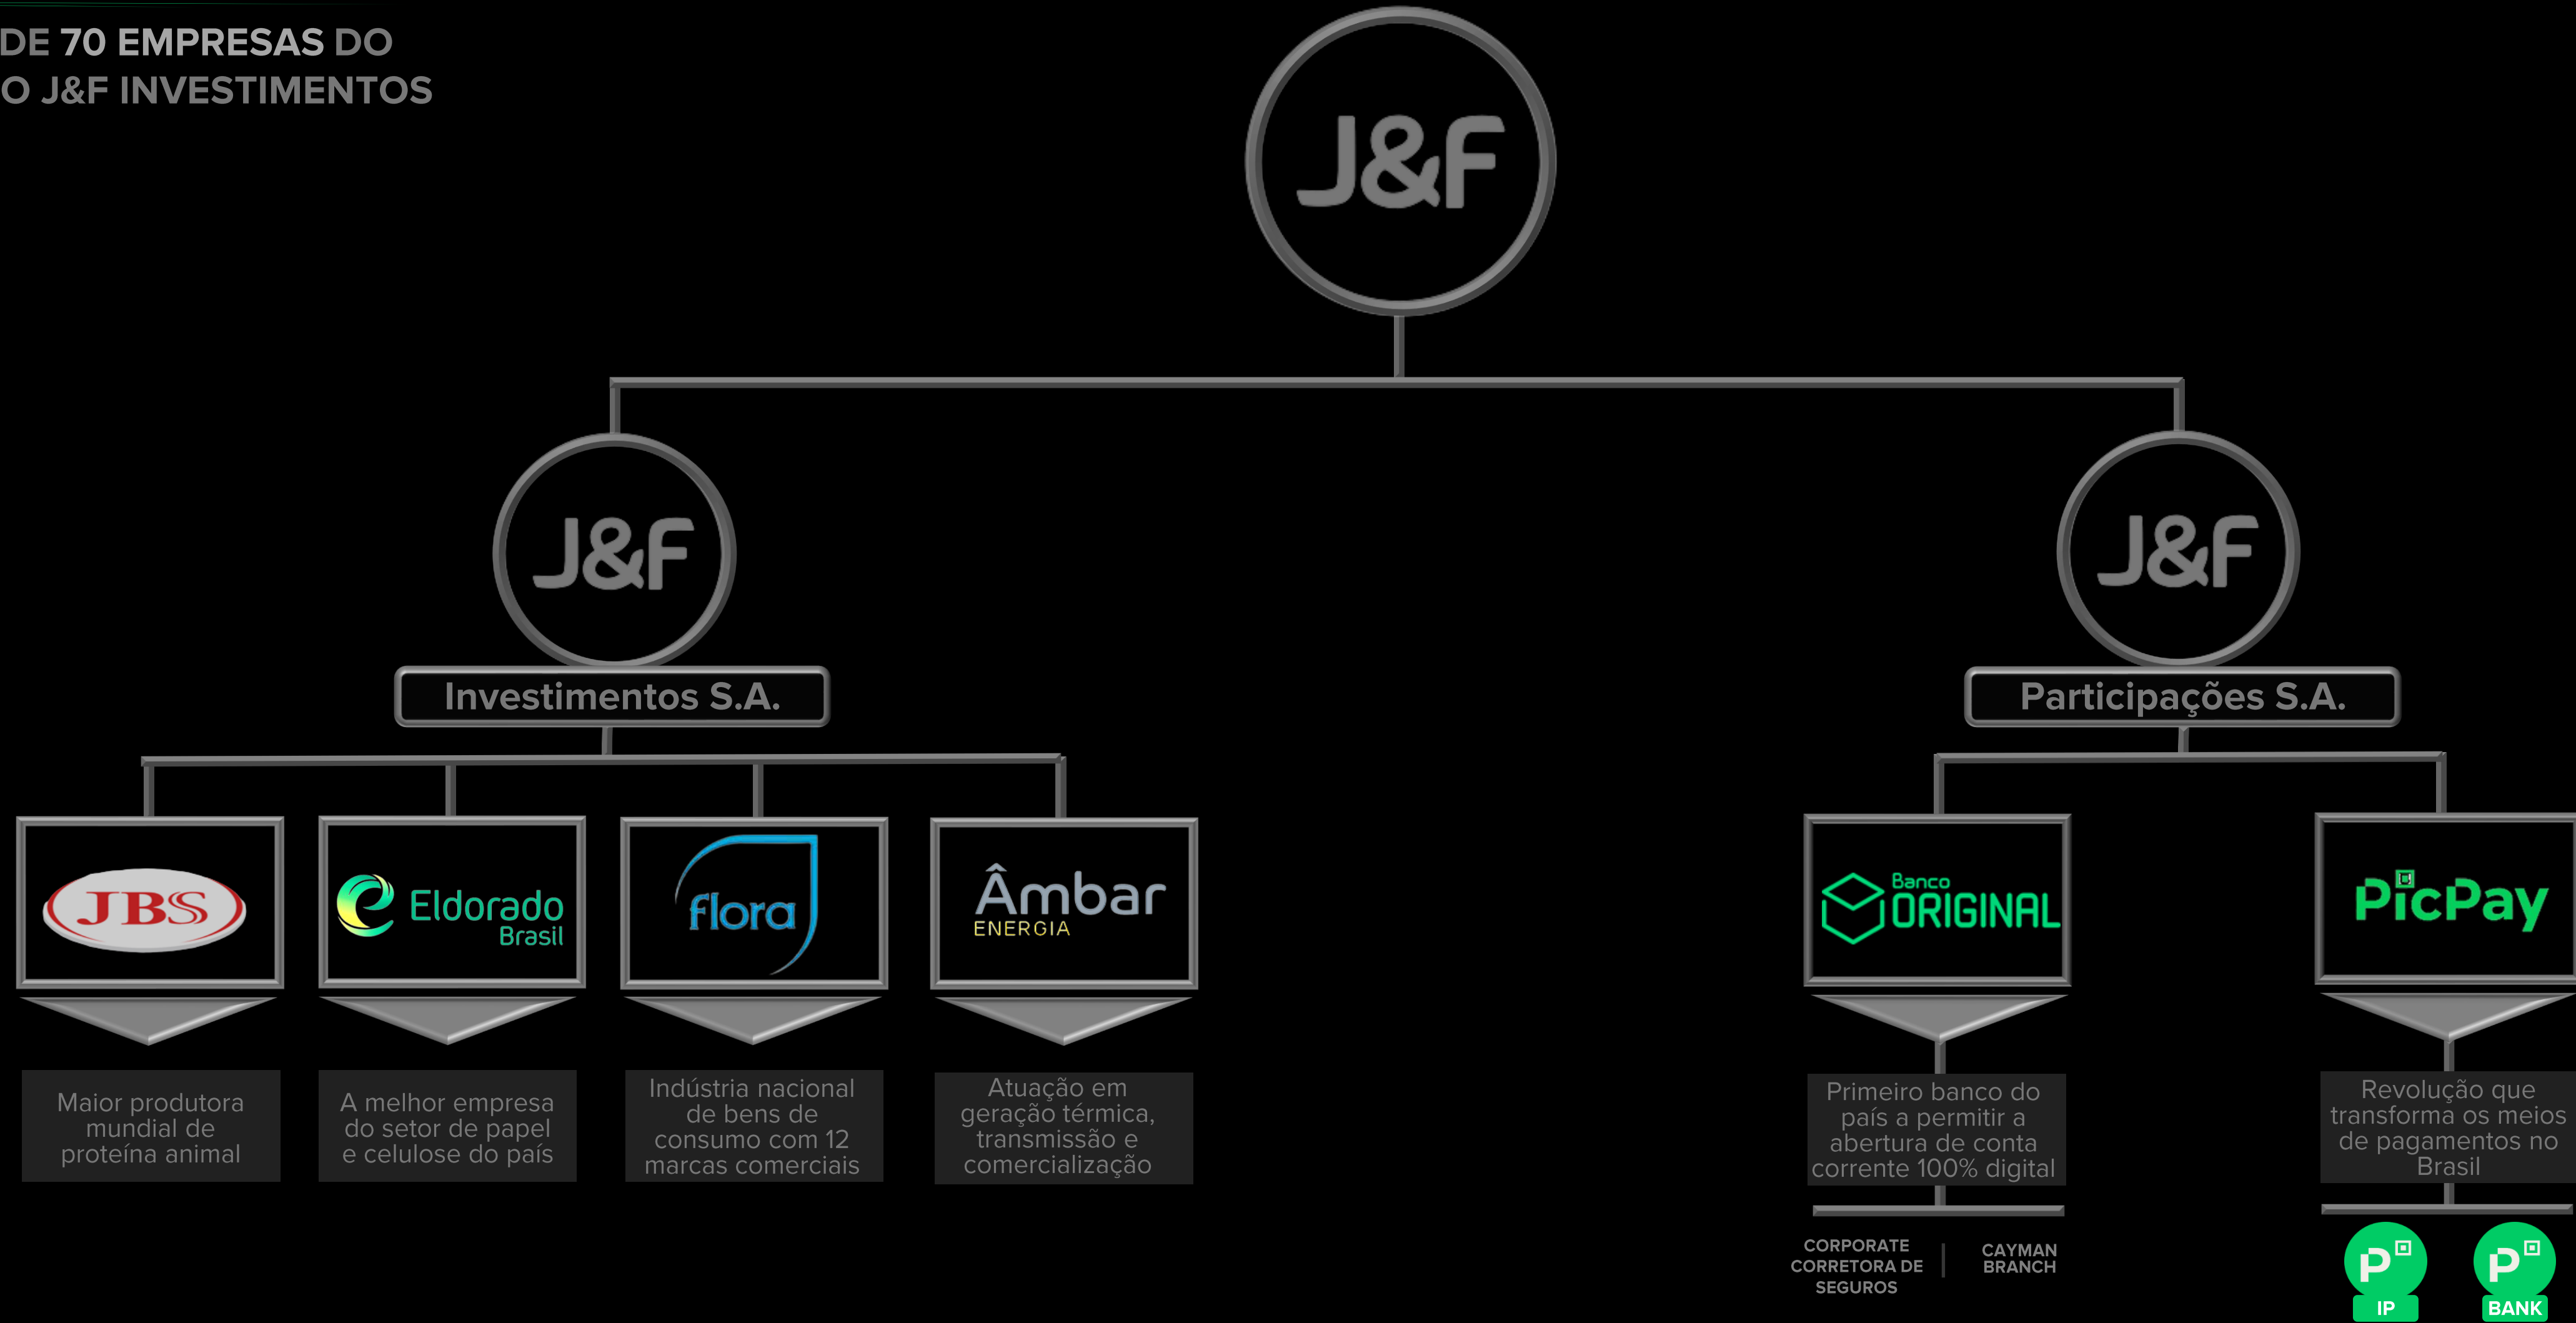 DE 70 EMPRESAS DO
O J&F INVESTIMENTOS
J&F
J&F
Investimentos S.A.
J&F
Participações S.A.
JBS
Eldorado
Brasil
flora
Âmbar
ENERGIA
Banco
ORIGINAL
PicPay
Maior produtora
mundial de
proteína animal
A melhor empresa
do setor de papel
e celulose do país
Indústria nacional
de bens de
consumo com 12
marcas comerciais
Atuação em
geração térmica,
transmissão e
comercialização
Primeiro banco do
país a permitir a
abertura de conta
corrente 100% digital
Revolução que
transforma os meios
de pagamentos no
Brasil
CORPORATE
CORRETORA DE
SEGUROS
CAYMAN
BRANCH
P
IP
P
BANK